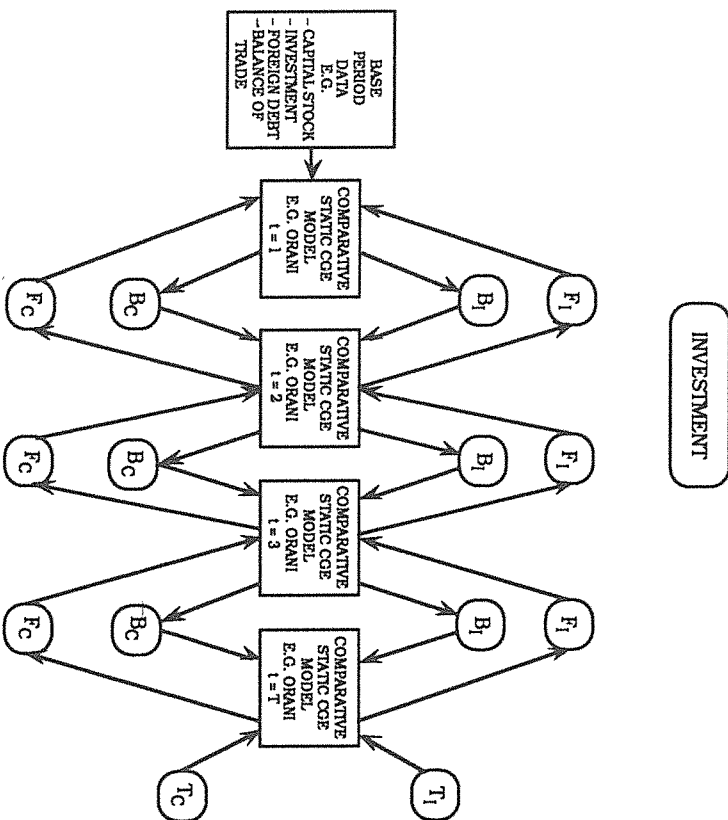 INVESTMENT
F_I
F_I
F_I
B_I
B_I
B_I
T_I
BASE
PERIOD
DATA
E.G.
- CAPITAL STOCK
- INVESTMENT
- FOREIGN DEBT
- BALANCE OF
TRADE
COMPARATIVE
STATIC CGE
MODEL
E.G. ORANI
t = 1
COMPARATIVE
STATIC CGE
MODEL
E.G. ORANI
t = 2
COMPARATIVE
STATIC CGE
MODEL
E.G. ORANI
t = 3
COMPARATIVE
STATIC CGE
MODEL
E.G. ORANI
t = T
B_C
B_C
B_C
T_C
F_C
F_C
F_C